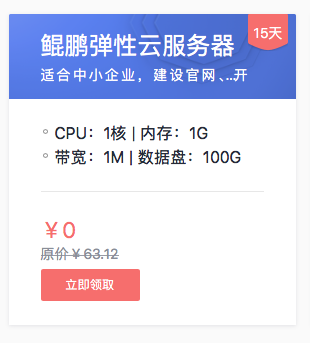 15天
鲲鹏弹性云服务器
适合中小企业，建设官网、...开
CPU：1核 | 内存：1G
带宽：1M | 数据盘：100G
￥0
原价￥63.12
立即领取